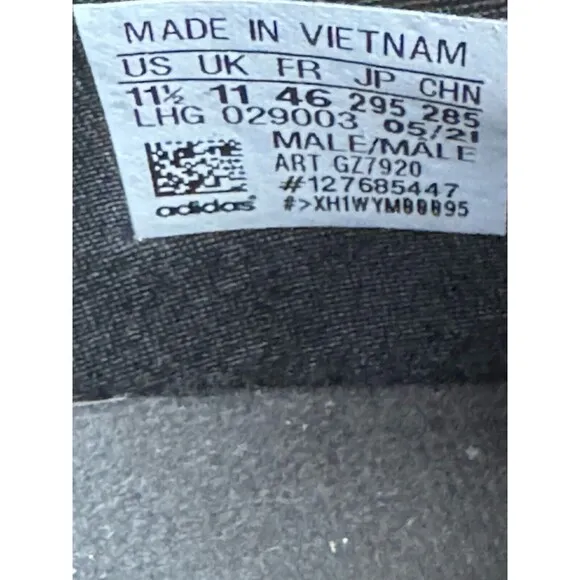 MADE IN VIETNAM
US UK FR JP CHN
11½ 11 46 295 285
LHG 029003 05/21
MALE/MALE
ART GZ7920
#127685447
adidas #>XH1WYM00095